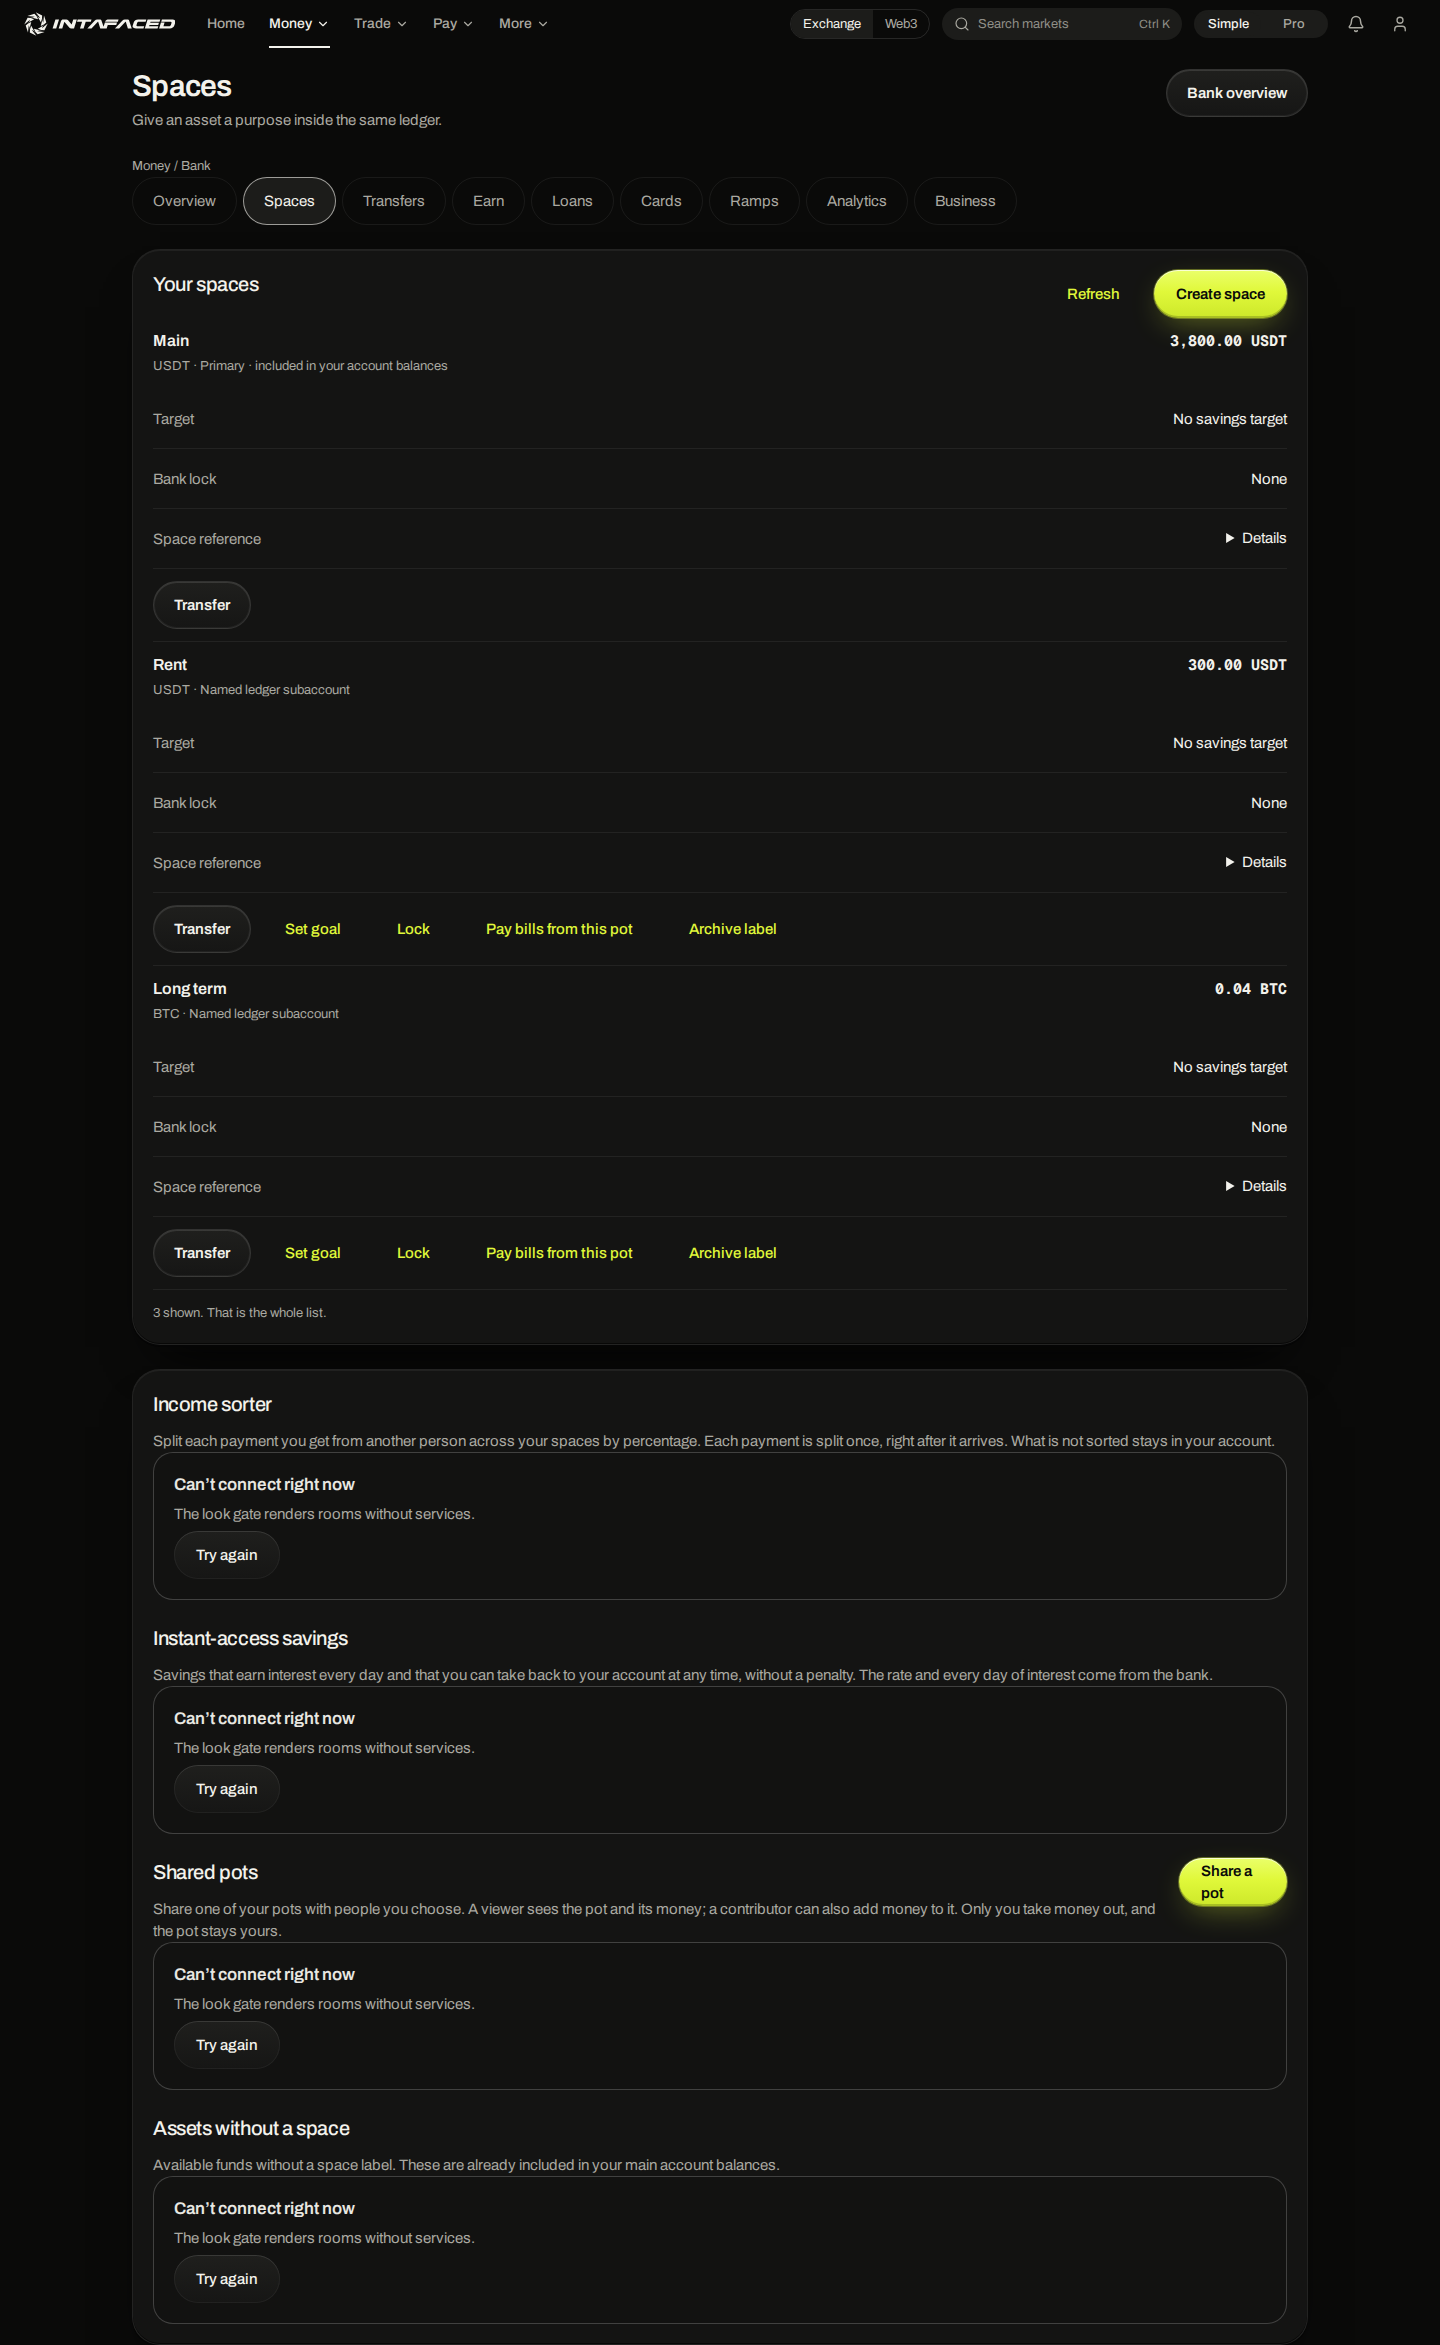 INTAFACED
Home
Money
Trade
Pay
More
Exchange
Web3
Search markets
Ctrl K
Simple
Pro
Spaces
Give an asset a purpose inside the same ledger.
Bank overview
Money / Bank
Overview
Spaces
Transfers
Earn
Loans
Cards
Ramps
Analytics
Business
Your spaces
Refresh
Create space
Main
3,800.00 USDT
USDT · Primary · included in your account balances
Target
No savings target
Bank lock
None
Space reference
Details
Transfer
Rent
300.00 USDT
USDT · Named ledger subaccount
Target
No savings target
Bank lock
None
Space reference
Details
Transfer
Set goal
Lock
Pay bills from this pot
Archive label
Long term
0.04 BTC
BTC · Named ledger subaccount
Target
No savings target
Bank lock
None
Space reference
Details
Transfer
Set goal
Lock
Pay bills from this pot
Archive label
3 shown. That is the whole list.
Income sorter
Split each payment you get from another person across your spaces by percentage. Each payment is split once, right after it arrives. What is not sorted stays in your account.
Can’t connect right now
The look gate renders rooms without services.
Try again
Instant-access savings
Savings that earn interest every day and that you can take back to your account at any time, without a penalty. The rate and every day of interest come from the bank.
Can’t connect right now
The look gate renders rooms without services.
Try again
Shared pots
Share a
pot
Share one of your pots with people you choose. A viewer sees the pot and its money; a contributor can also add money to it. Only you take money out, and
the pot stays yours.
Can’t connect right now
The look gate renders rooms without services.
Try again
Assets without a space
Available funds without a space label. These are already included in your main account balances.
Can’t connect right now
The look gate renders rooms without services.
Try again